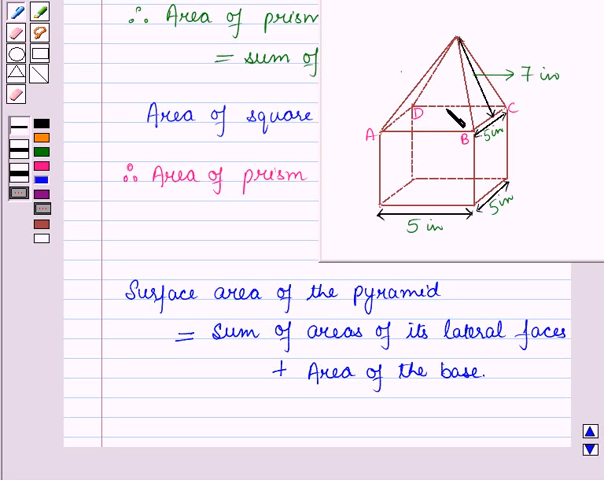 ∴ Area of prism
= sum of
Area of square
∴ Area of prism
Surface area of the pyramid
= Sum of areas of its lateral faces
+ Area of the base.
7 in
D
C
A
B
5 in
5 in
5 in